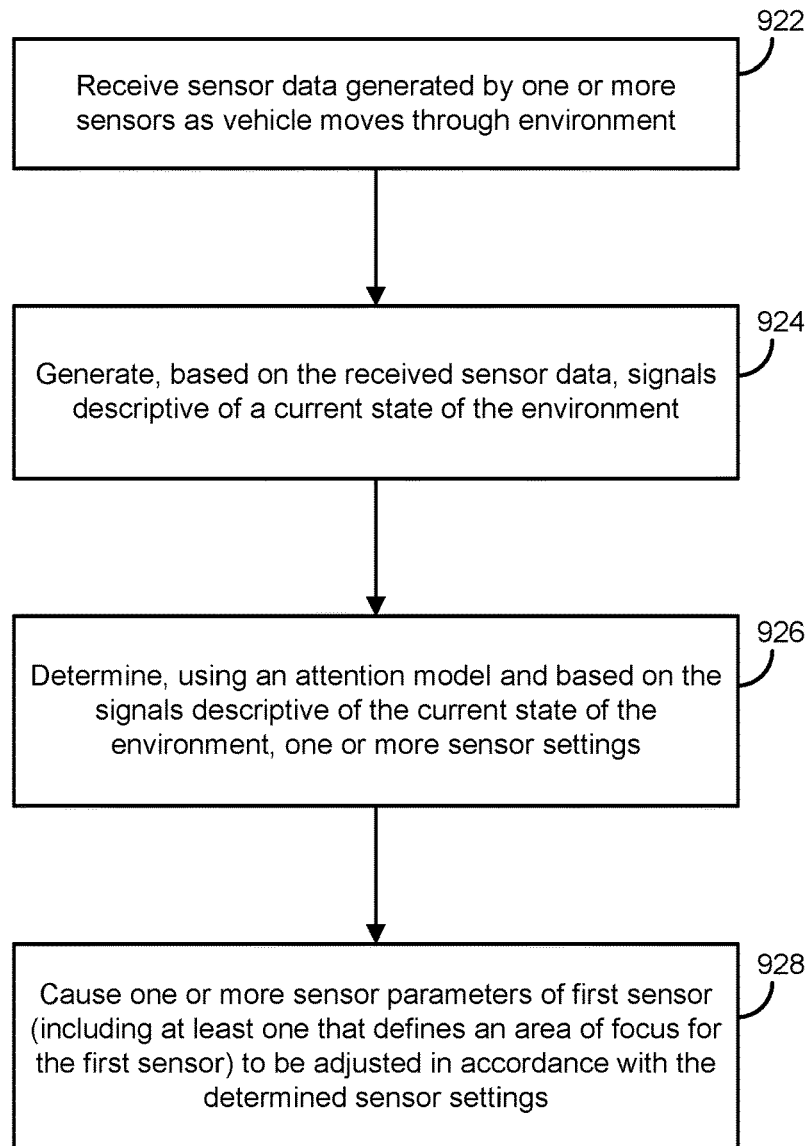 922
Receive sensor data generated by one or more
sensors as vehicle moves through environment
924
Generate, based on the received sensor data, signals
descriptive of a current state of the environment
926
Determine, using an attention model and based on the
signals descriptive of the current state of the
environment, one or more sensor settings
928
Cause one or more sensor parameters of first sensor
(including at least one that defines an area of focus for
the first sensor) to be adjusted in accordance with the
determined sensor settings